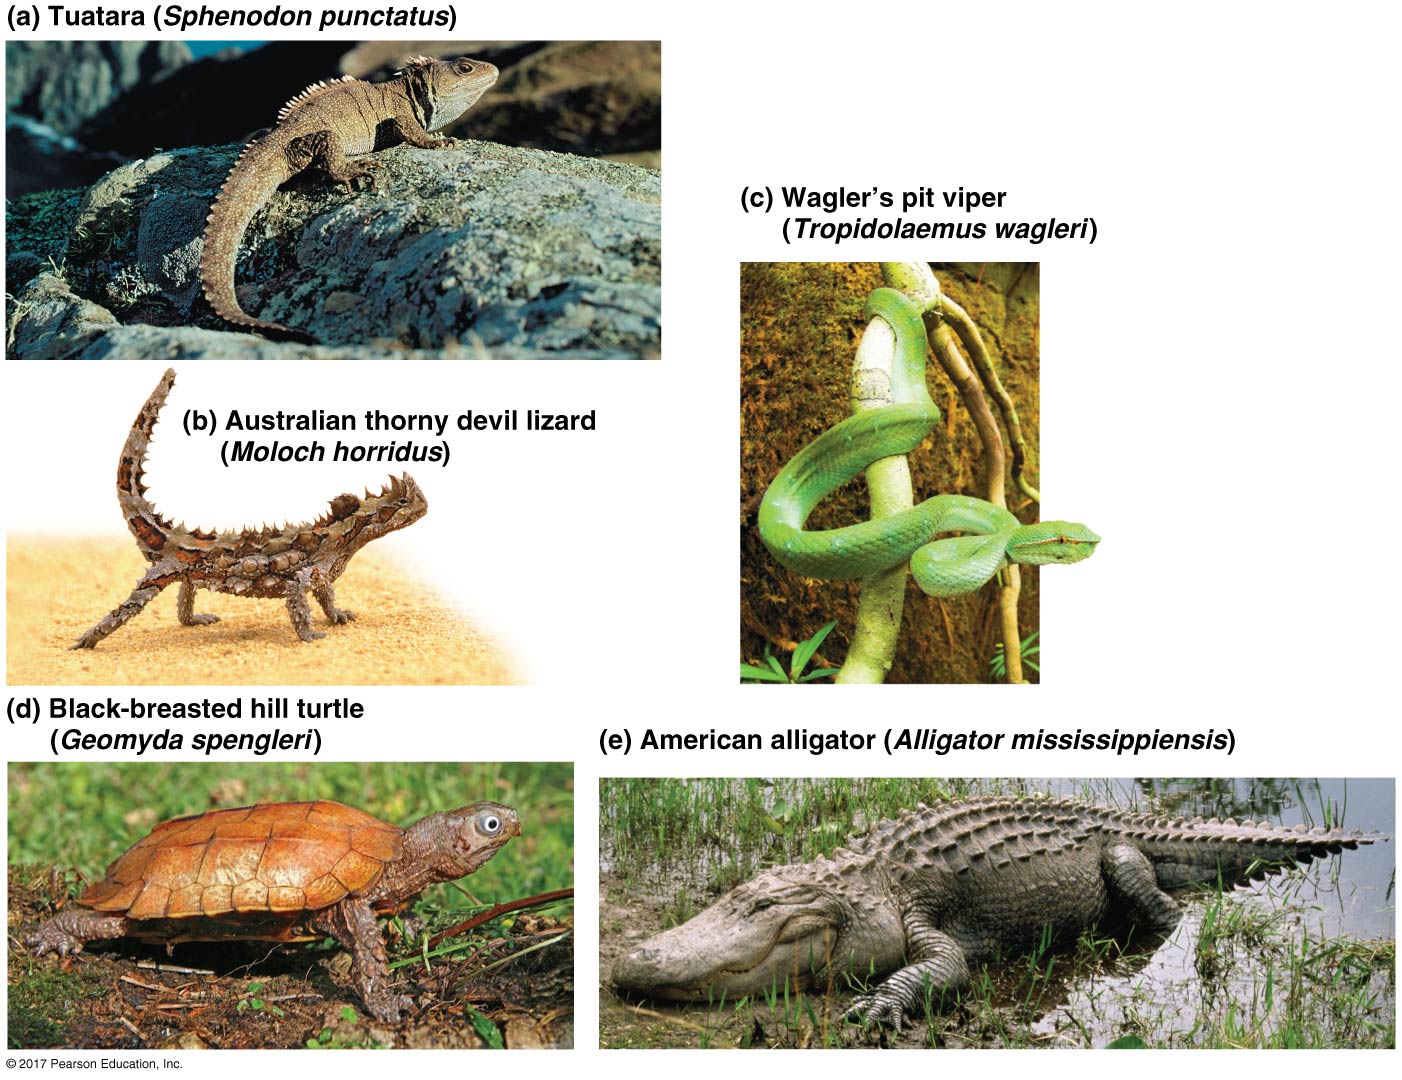 (a) Tuatara (Sphenodon punctatus)
(c) Wagler's pit viper
(Tropidolaemus wagleri)
(b) Australian thorny devil lizard
(Moloch horridus)
(d) Black-breasted hill turtle
(Geomyda spengleri)
(e) American alligator (Alligator mississippiensis)
© 2017 Pearson Education, Inc.